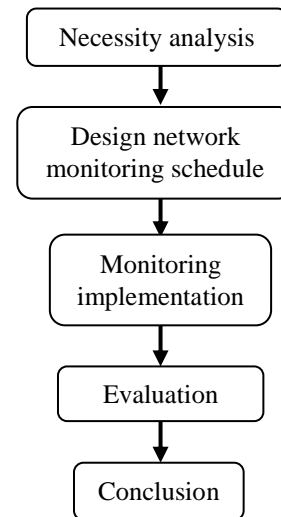 Necessity analysis
Design network
monitoring schedule
Monitoring
implementation
Evaluation
Conclusion